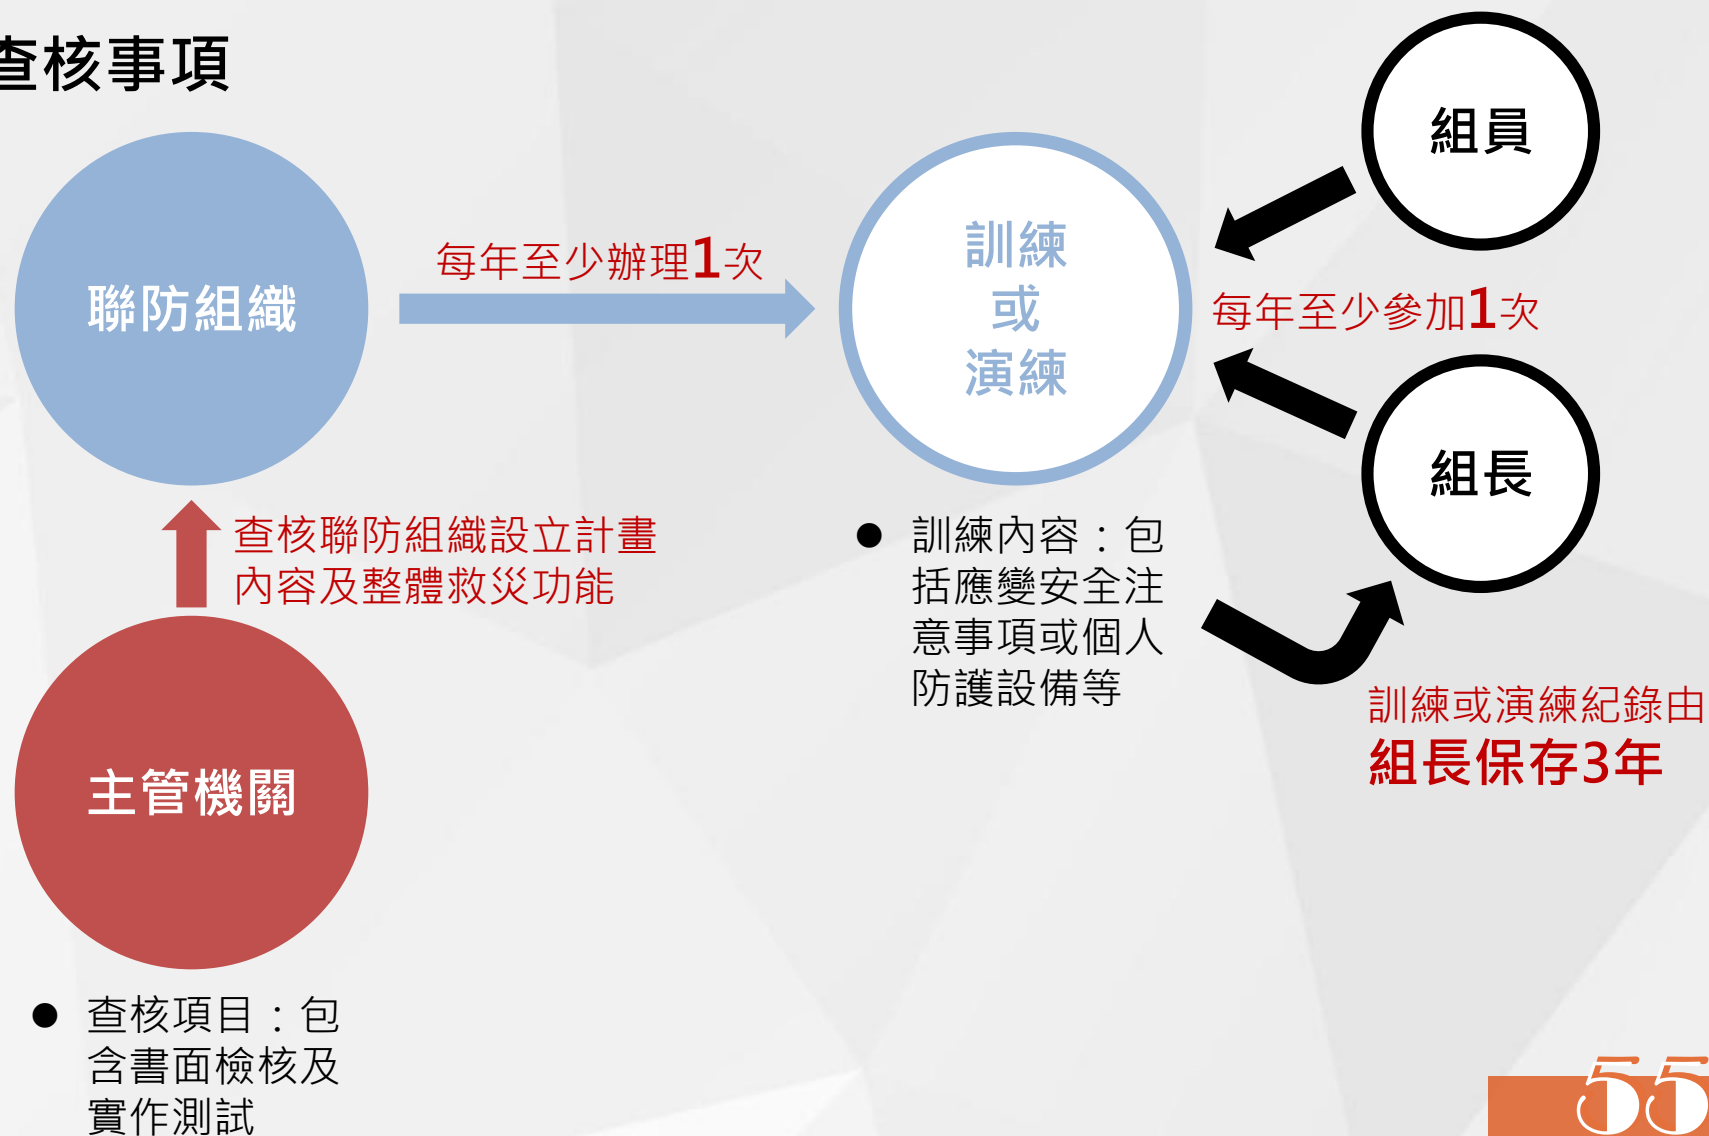 查核事項
組員
聯防組織
每年至少辦理1次
訓練
或
演練
每年至少參加1次
組長
查核聯防組織設立計畫
內容及整體救災功能
訓練內容：包
括應變安全注
意事項或個人
防護設備等
訓練或演練紀錄由
組長保存3年
主管機關
查核項目：包
含書面檢核及
實作測試
55